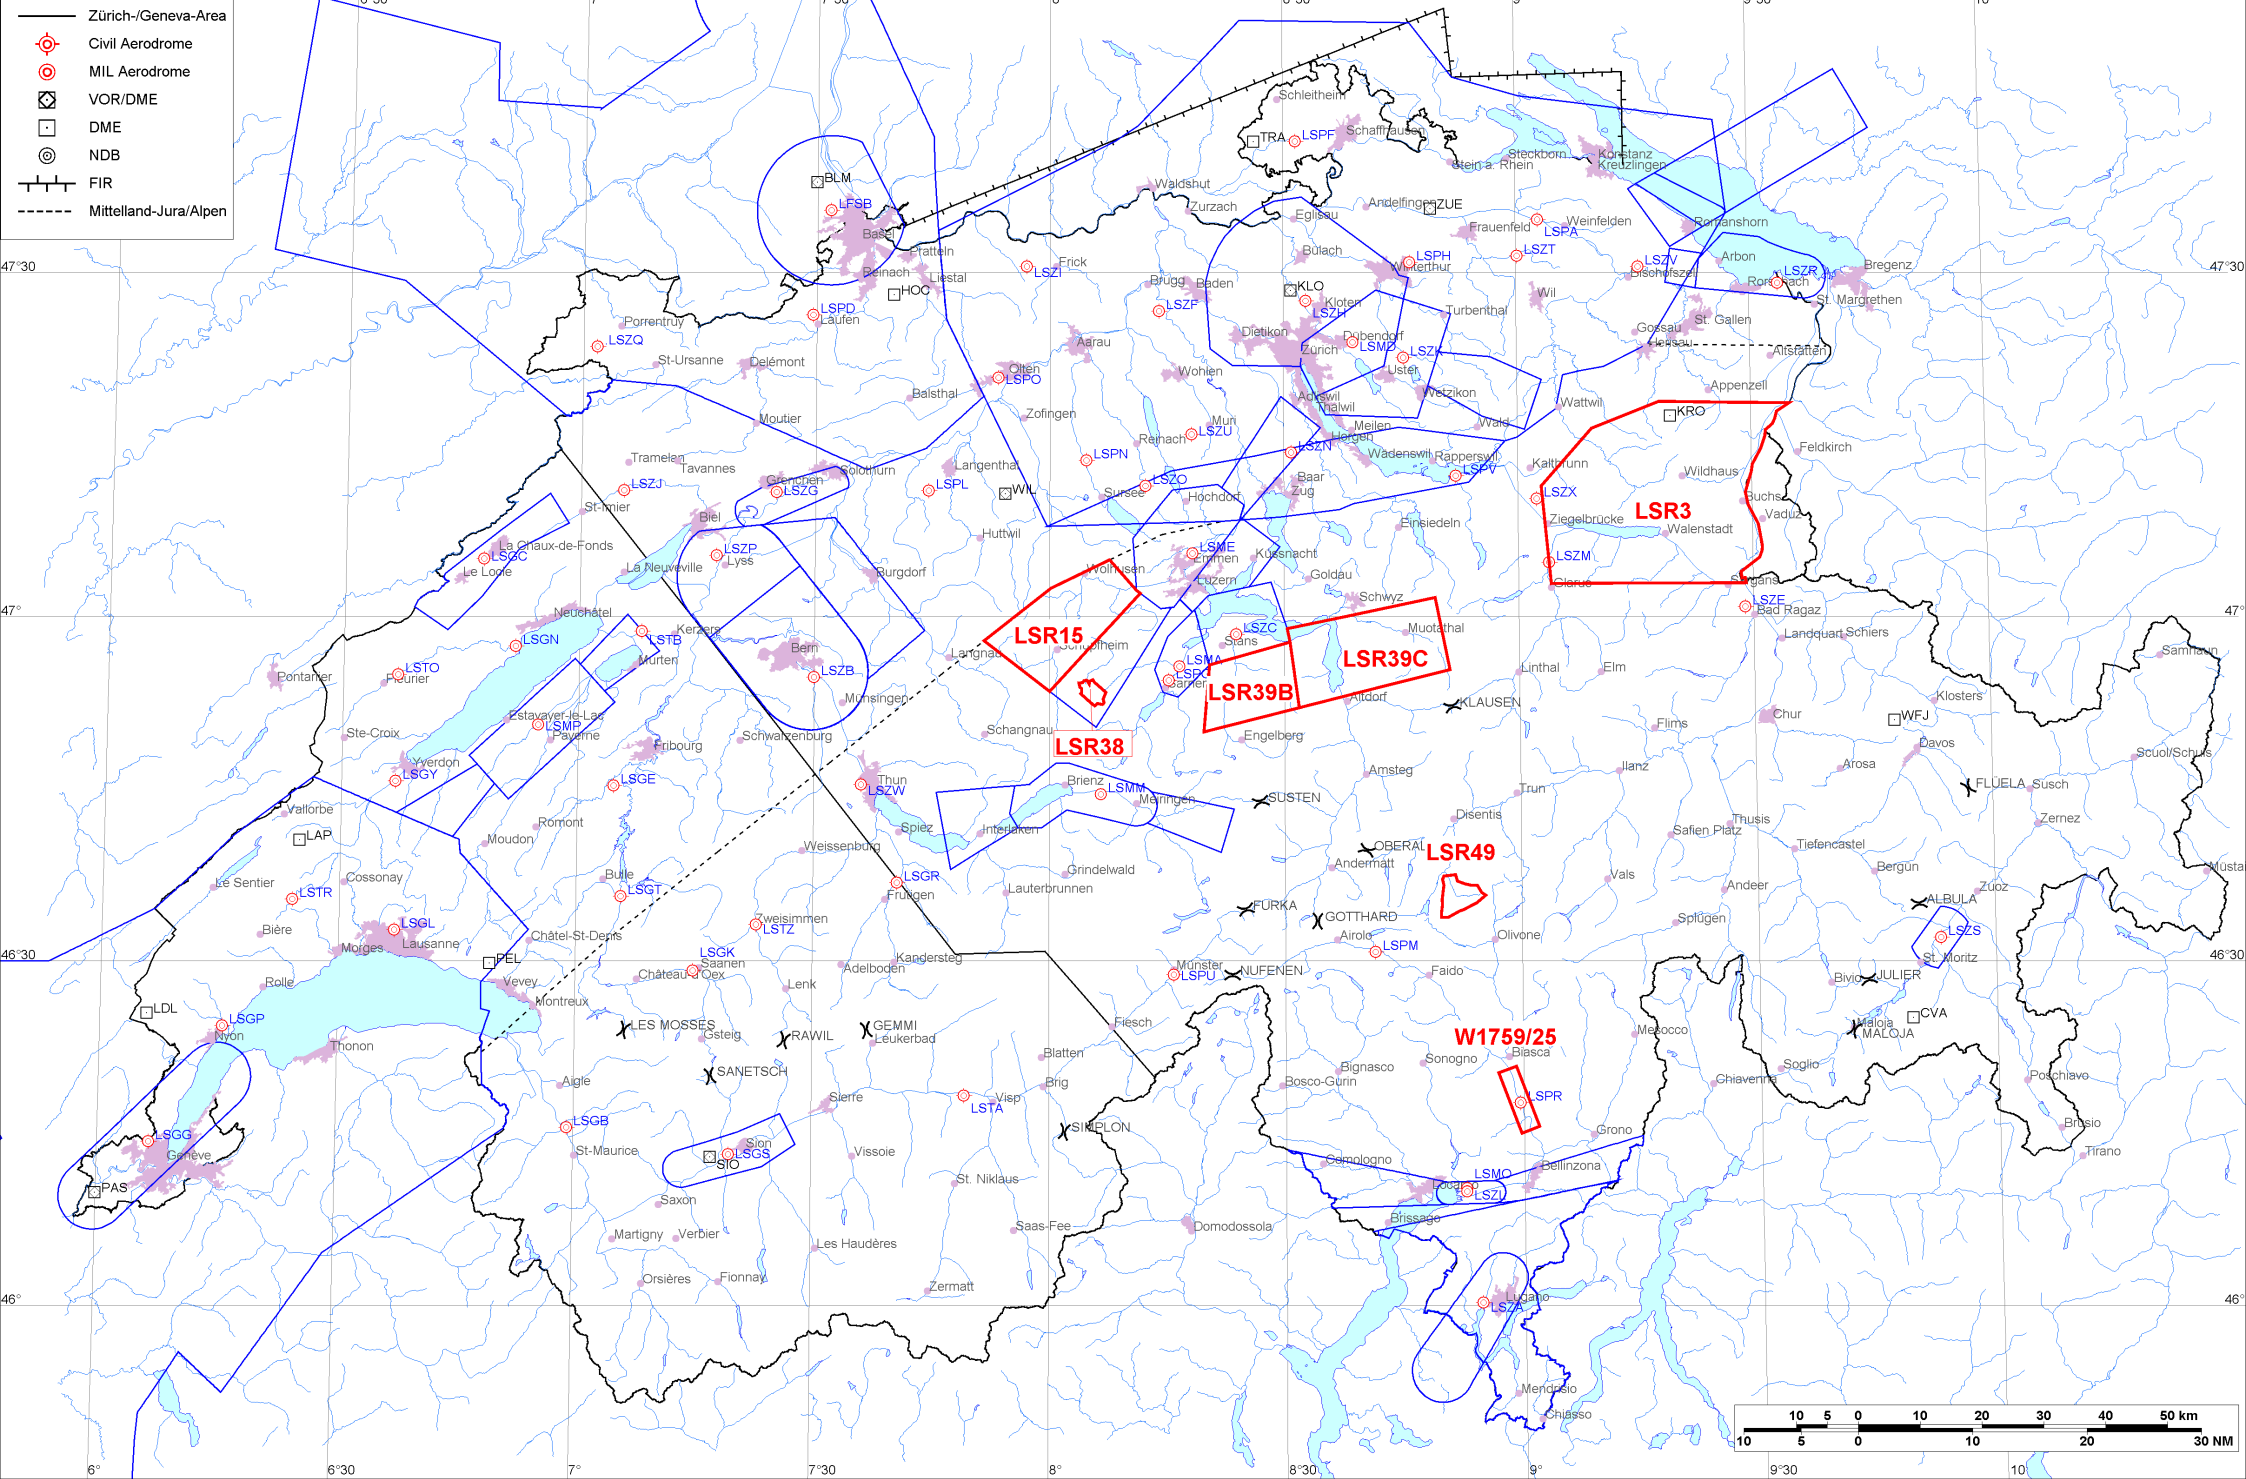 Zürich-/Geneva-Area
Civil Aerodrome
MIL Aerodrome
VOR/DME
DME
NDB
FIR
Mittelland-Jura/Alpen
Schleitheim
TRA
LSPF
Schaffhausen
Stein a. Rhein
Steckborn
Konstanz
Kreuzlingen
BLM
LFSB
Basel
Waldshut
Zurzach
Eglisau
Andelfingen
ZUE
Frauenfeld
Weinfelden
LSPA
Romanshorn
Pratteln
Bülach
LSZT
47°30
Reinach
Liestal
Frick
LSZI
LSPH
Winterthur
LSZV
Bischofszell
Arbon
LSZR
Bregenz
47°30
HOC
Brugg
Baden
KLO
Kloten
Rorschach
St. Margrethen
LSPD
Laufen
LSZF
LSZH
Turbenthal
Wil
Porrentruy
LSZQ
Dietikon
Dübendorf
LSMD
St. Gallen
Gossau
Herisau
Aarau
Zürich
LSZK
Altstätten
St-Ursanne
Delémont
Olten
LSPO
Wohlen
Uster
Appenzell
Balsthal
Adliswil
Thalwil
Wetzikon
Wattwil
KRO
Moutier
Zofingen
Muri
LSZU
Meilen
Wald
Reinach
Horgen
Feldkirch
Tramelan
Tavannes
Solothurn
Langenthal
LSPN
LSZN
Wädenswil
Rapperswil
LSPV
Kaltbrunn
Wildhaus
LSZJ
Grenchen
LSZG
LSPL
WIL
Sursee
LSZO
Hochdorf
Baar
Zug
LSZX
Buchs
St-Imier
Biel
Einsiedeln
Ziegelbrücke
LSR3
Walenstadt
Vaduz
Huttwil
La Chaux-de-Fonds
LSGC
LSZP
Lyss
LSME
Emmen
Küssnacht
LSZM
Le Locle
La Neuveville
Burgdorf
Wolhusen
Luzern
Goldau
Glarus
Sargans
47°
Neuchâtel
Schwyz
LSZE
Bad Ragaz
47°
Kerzers
LSR15
LSZC
Stans
Muotathal
Landquart
Schiers
LSGN
LSTB
Bern
Langnau
Schüpfheim
LSR39C
Samnaun
LSTO
Fleurier
Murten
LSZB
LSMA
LSPG
Linthal
Elm
Pontarlier
Münsingen
LSR39B
Altdorf
KLAUSEN
Klosters
Estavayer-le-Lac
LSMP
Payerne
Flims
Chur
WFJ
Ste-Croix
Fribourg
Schwarzenburg
Schangnau
LSR38
Engelberg
Davos
Scuol/Schuls
Yverdon
LSGY
LSGE
Thun
LSZW
Brienz
LSMM
Meiringen
Amsteg
Ilanz
Arosa
FLÜELA
Susch
SUSTEN
Trun
Vallorbe
LAP
Romont
Spiez
Interlaken
Disentis
Safien Platz
Thusis
Zernez
Moudon
Weissenburg
LSR49
Tiefencastel
Le Sentier
Cossonay
Bulle
LSGR
Frutigen
Grindelwald
Andermatt
Bergün
LSTR
LSGT
Lauterbrunnen
Vals
Andeer
Zuoz
FURKA
ALBULA
GOTTHARD
Bière
LSGL
Lausanne
Morges
Zweisimmen
LSTZ
Airolo
LSPM
Olivone
Splügen
LSZS
46°30
Châtel-St-Denis
LSGK
Saanen
Adelboden
Kandersteg
Münster
LSPU
NUFENEN
Faido
St. Moritz
46°30
Rolle
Vevey
Château-d'Oex
Lenk
Bivio
JULIER
LDL
LSGP
Nyon
Montreux
LES MOSSES
Gsteig
RAWIL
GEMMI
Leukerbad
Fiesch
W1759/25
Mesocco
CVA
Maloja
MALOJA
Thonon
Blatten
Sonogno
Biasca
Soglio
SANETSCH
Bignasco
Bosco-Gurin
Aigle
Brig
Chiavenna
Poschiavo
Sierre
LSTA
Visp
LSPR
LSGB
SIMPLON
Grono
Brusio
LSGG
Genève
Sion
LSGS
SIO
St-Maurice
Vissoie
Comologno
Bellinzona
Tirano
PAS
St. Niklaus
LSMO
LSZL
Saxon
Brissago
Martigny
Verbier
Les Haudères
Saas-Fee
Domodossola
Orsières
Fionnay
Zermatt
46°
Lugano
LSZA
46°
Mendrisio
Chiasso
10 5 0 10 20 30 40 50 km
10 5 0 10 20 30 NM
6° 6°30 7° 7°30 8° 8°30 9° 9°30 10°